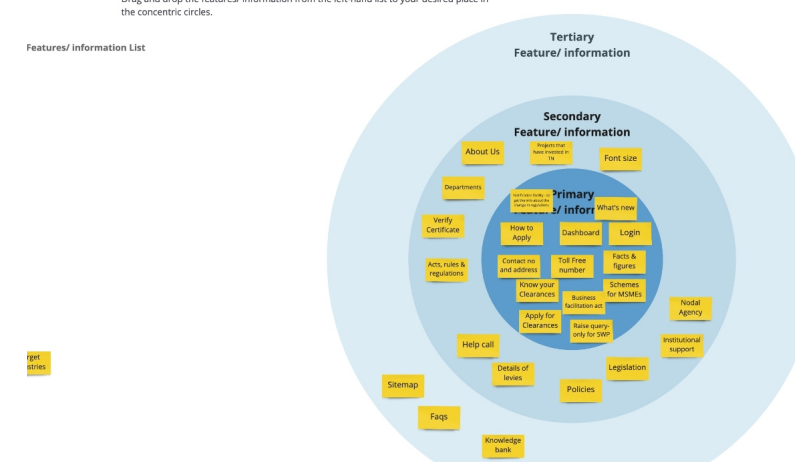 Drag and drop the features/ information from the left-hand list to your desired place in
the concentric circles.
Features/ information List
Tertiary
Feature/ information
Secondary
Feature/ information
About Us
Projects that
have invested in
TN
Font size
Departments
Primary
What's new
Verify
Certificate
How to
Apply
Dashboard
Login
Acts, rules &
regulations
Contact no
and address
Toll Free
number
Facts &
figures
Know your
Clearances
Business
facilitation act
Schemes
for MSMEs
Apply for
Clearances
Raise query-
only for SWP
Nodal
Agency
Institutional
support
Help call
Details of
levies
Legislation
Policies
rget
stries
Sitemap
Faqs
Knowledge
bank